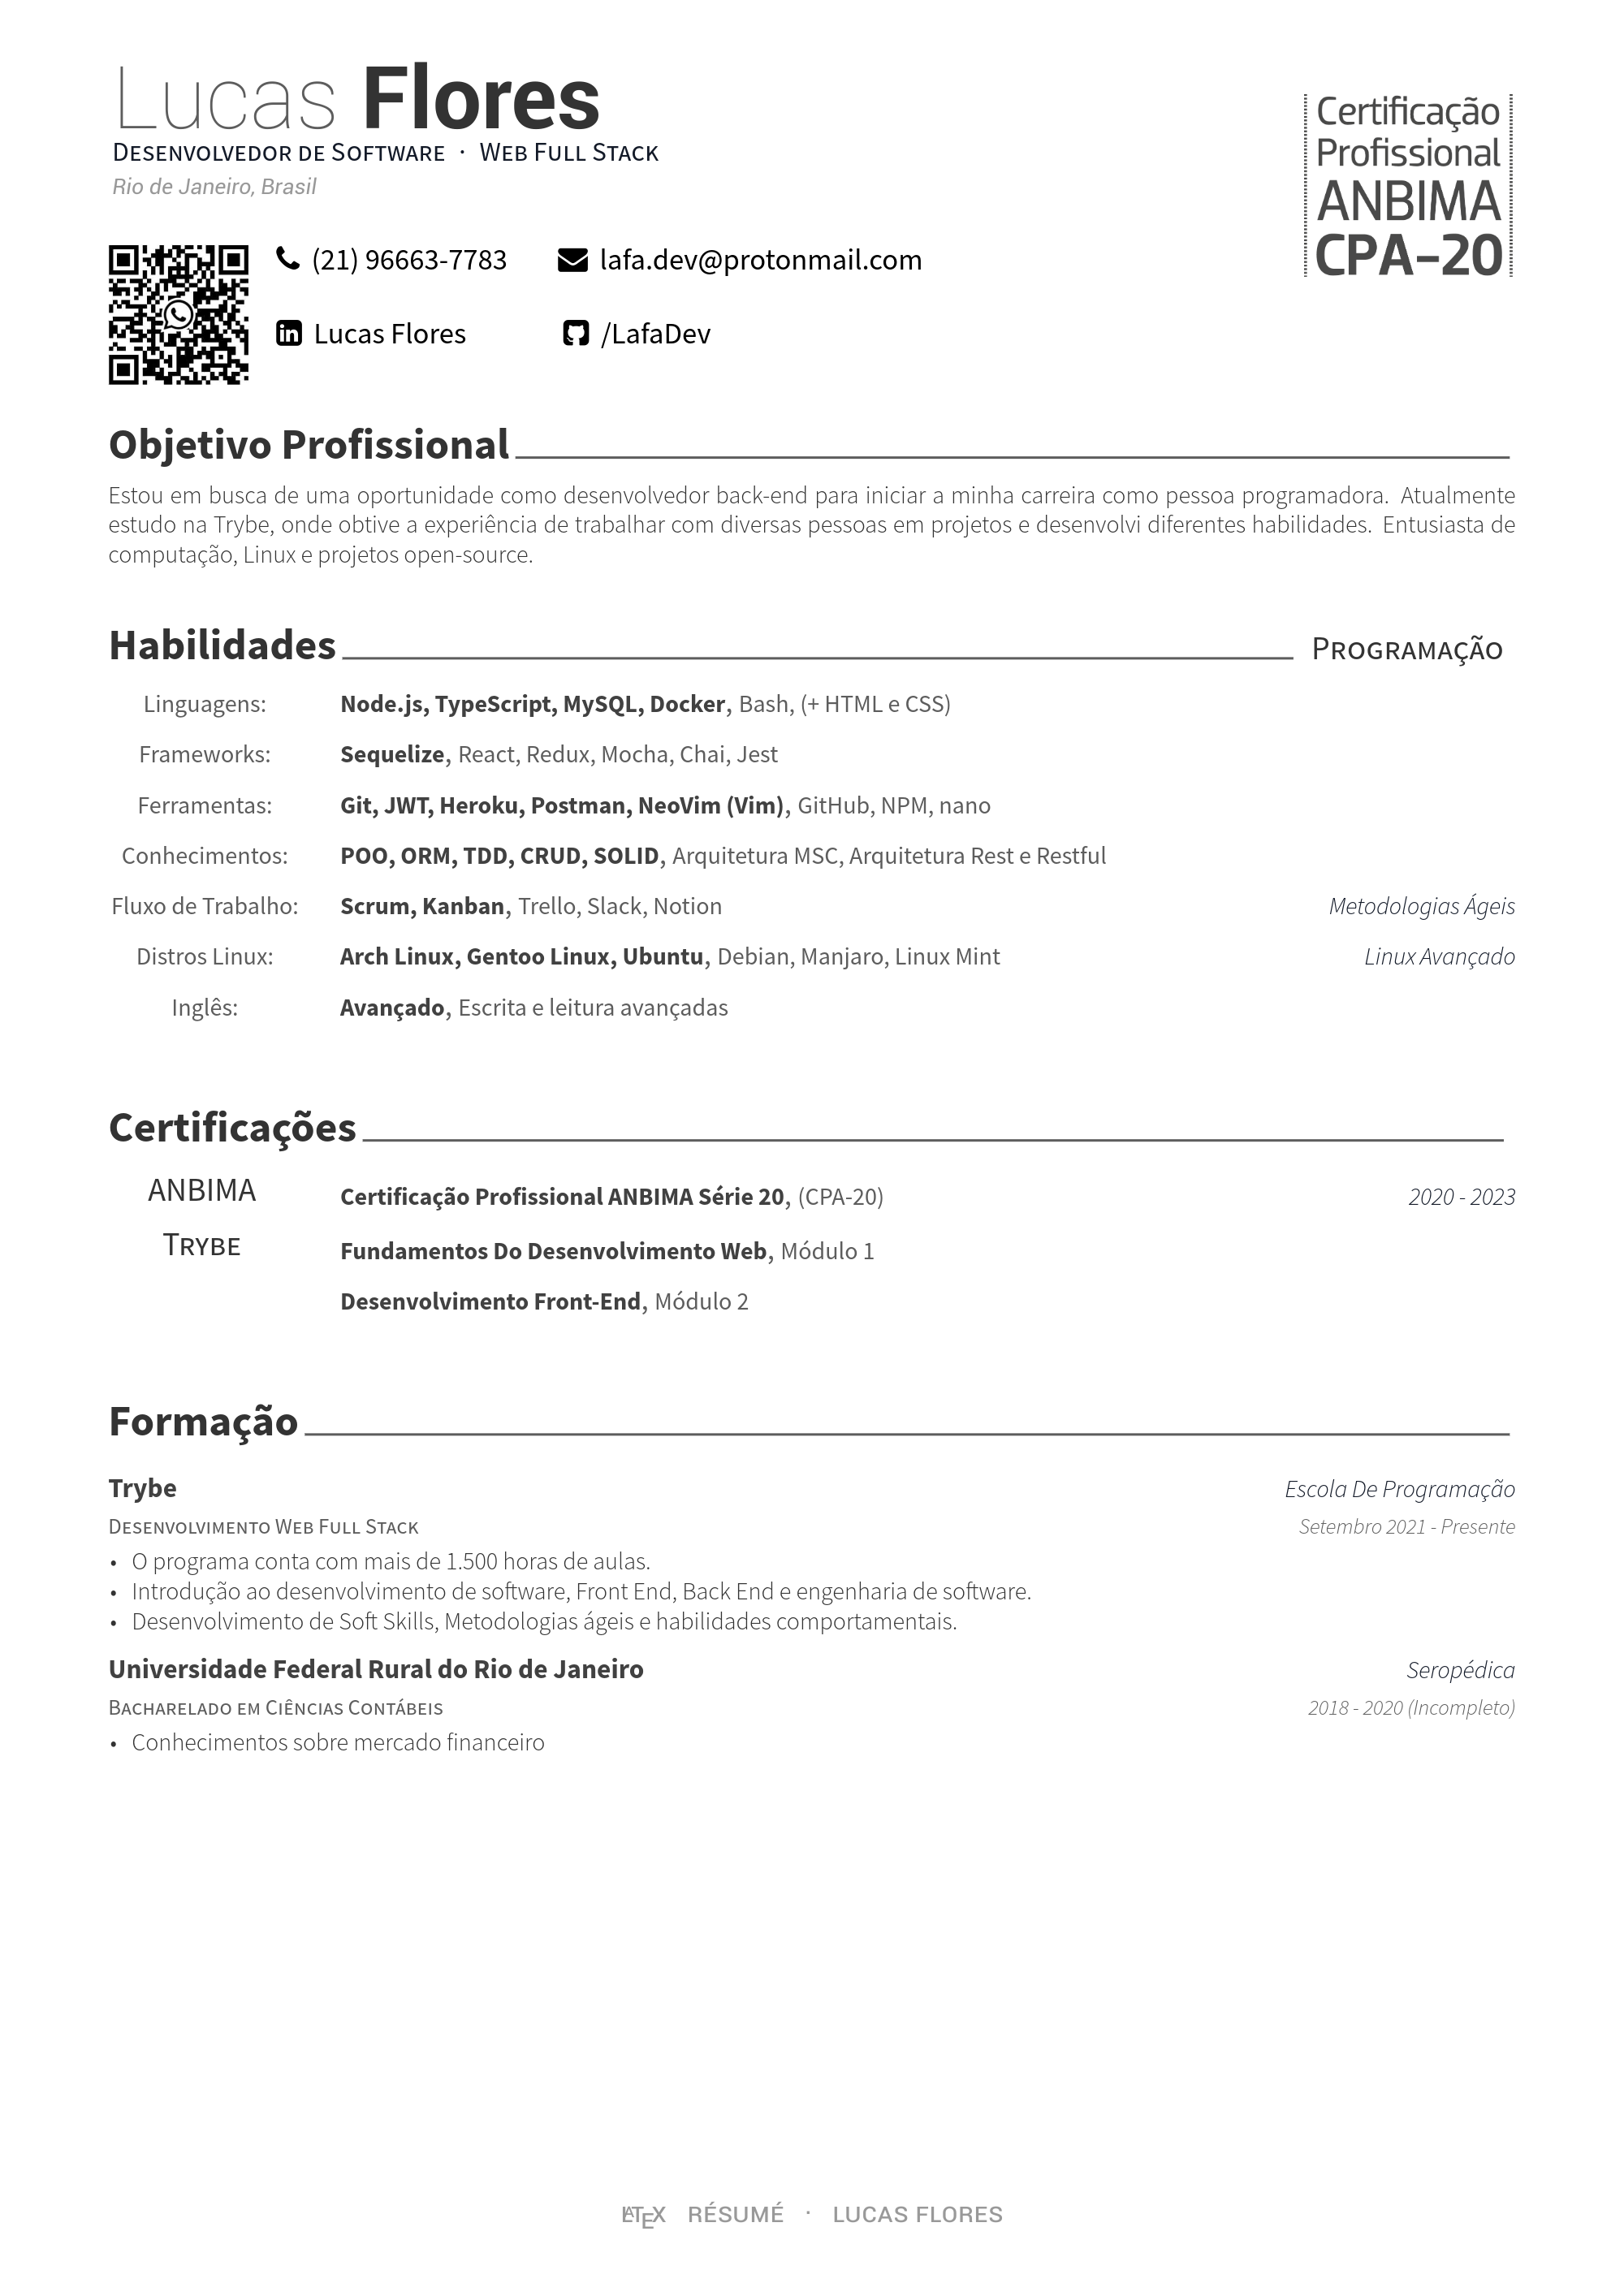 Lucas Flores
Desenvolvedor de Software · Web Full Stack
Rio de Janeiro, Brasil
Certificação
Profissional
ANBIMA
CPA-20
(21) 96663-7783 lafa.dev@protonmail.com
Lucas Flores /LafaDev
Objetivo Profissional
Estou em busca de uma oportunidade como desenvolvedor back-end para iniciar a minha carreira como pessoa programadora. Atualmente
estudo na Trybe, onde obtive a experiência de trabalhar com diversas pessoas em projetos e desenvolvi diferentes habilidades. Entusiasta de
computação, Linux e projetos open-source.
Habilidades Programação
Linguagens: Node.js, TypeScript, MySQL, Docker, Bash, (+ HTML e CSS)
Frameworks: Sequelize, React, Redux, Mocha, Chai, Jest
Ferramentas: Git, JWT, Heroku, Postman, NeoVim (Vim), GitHub, NPM, nano
Conhecimentos: POO, ORM, TDD, CRUD, SOLID, Arquitetura MSC, Arquitetura Rest e Restful
Fluxo de Trabalho: Scrum, Kanban, Trello, Slack, Notion Metodologias Ágeis
Distros Linux: Arch Linux, Gentoo Linux, Ubuntu, Debian, Manjaro, Linux Mint Linux Avançado
Inglês: Avançado, Escrita e leitura avançadas
Certificações
ANBIMA Certificação Profissional ANBIMA Série 20, (CPA-20) 2020 - 2023
Trybe Fundamentos Do Desenvolvimento Web, Módulo 1
Desenvolvimento Front-End, Módulo 2
Formação
Trybe Escola De Programação
Desenvolvimento Web Full Stack Setembro 2021 - Presente
• O programa conta com mais de 1.500 horas de aulas.
• Introdução ao desenvolvimento de software, Front End, Back End e engenharia de software.
• Desenvolvimento de Soft Skills, Metodologias ágeis e habilidades comportamentais.
Universidade Federal Rural do Rio de Janeiro Seropédica
Bacharelado em Ciências Contábeis 2018 - 2020 (Incompleto)
• Conhecimentos sobre mercado financeiro
LATEX RÉSUMÉ · LUCAS FLORES